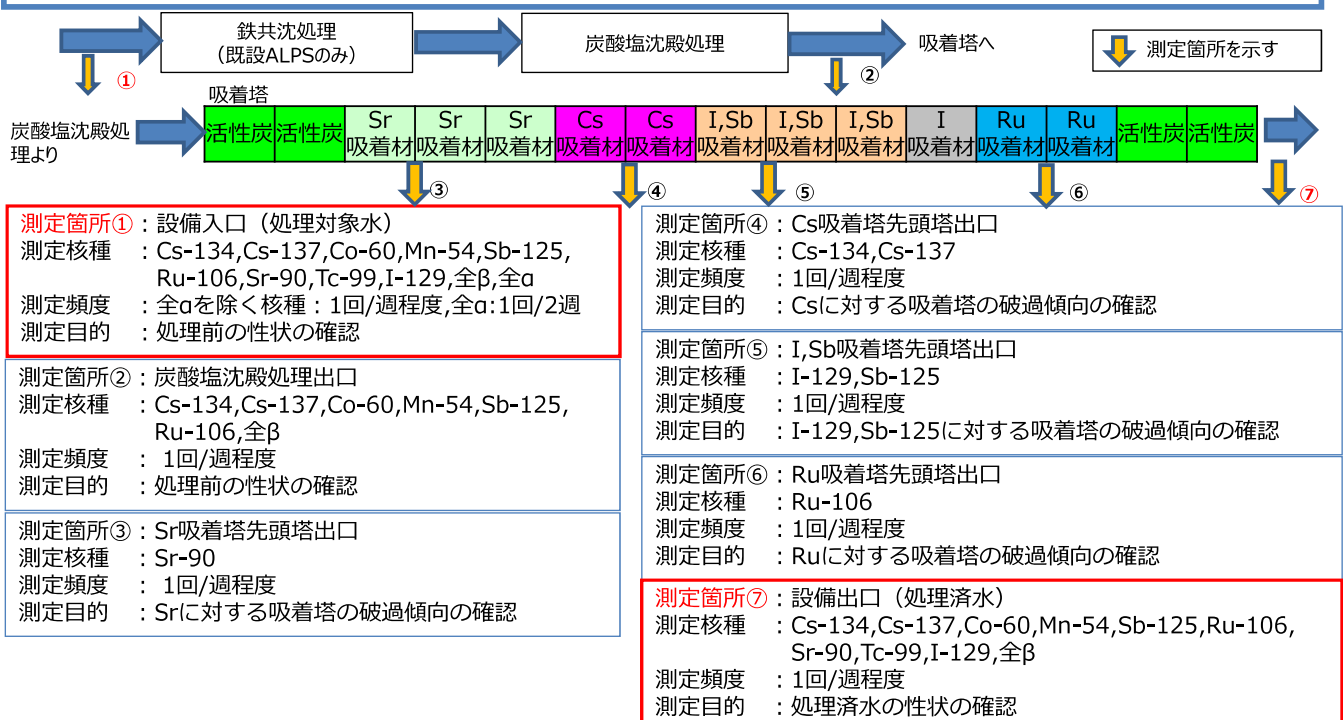 鉄共沈処理
(既設ALPSのみ)
炭酸塩沈殿処理
吸着塔へ
測定箇所を示す
①
②
吸着塔
炭酸塩沈殿処
理より
活性炭 活性炭 Sr吸着材 Sr吸着材 Sr吸着材 Cs吸着材 Cs吸着材 I,Sb吸着材 I,Sb吸着材 I,Sb吸着材 I吸着材 Ru吸着材 Ru吸着材 活性炭 活性炭
③ ④ ⑤ ⑥ ⑦
測定箇所①：設備入口（処理対象水）
測定核種　：Cs-134,Cs-137,Co-60,Mn-54,Sb-125,
Ru-106,Sr-90,Tc-99,I-129,全β,全α
測定頻度　：全αを除く核種：1回/週程度,全α:1回/2週
測定目的　：処理前の性状の確認
測定箇所②：炭酸塩沈殿処理出口
測定核種　：Cs-134,Cs-137,Co-60,Mn-54,Sb-125,
Ru-106,全β
測定頻度　： 1回/週程度
測定目的　：処理前の性状の確認
測定箇所③：Sr吸着塔先頭塔出口
測定核種　：Sr-90
測定頻度　： 1回/週程度
測定目的　：Srに対する吸着塔の破過傾向の確認
測定箇所④：Cs吸着塔先頭塔出口
測定核種　：Cs-134,Cs-137
測定頻度　：1回/週程度
測定目的　：Csに対する吸着塔の破過傾向の確認
測定箇所⑤：I,Sb吸着塔先頭塔出口
測定核種　：I-129,Sb-125
測定頻度　：1回/週程度
測定目的　：I-129,Sb-125に対する吸着塔の破過傾向の確認
測定箇所⑥：Ru吸着塔先頭塔出口
測定核種　：Ru-106
測定頻度　：1回/週程度
測定目的　：Ruに対する吸着塔の破過傾向の確認
測定箇所⑦：設備出口（処理済水）
測定核種　：Cs-134,Cs-137,Co-60,Mn-54,Sb-125,Ru-106,
Sr-90,Tc-99,I-129,全β
測定頻度　：1回/週程度
測定目的　：処理済水の性状の確認